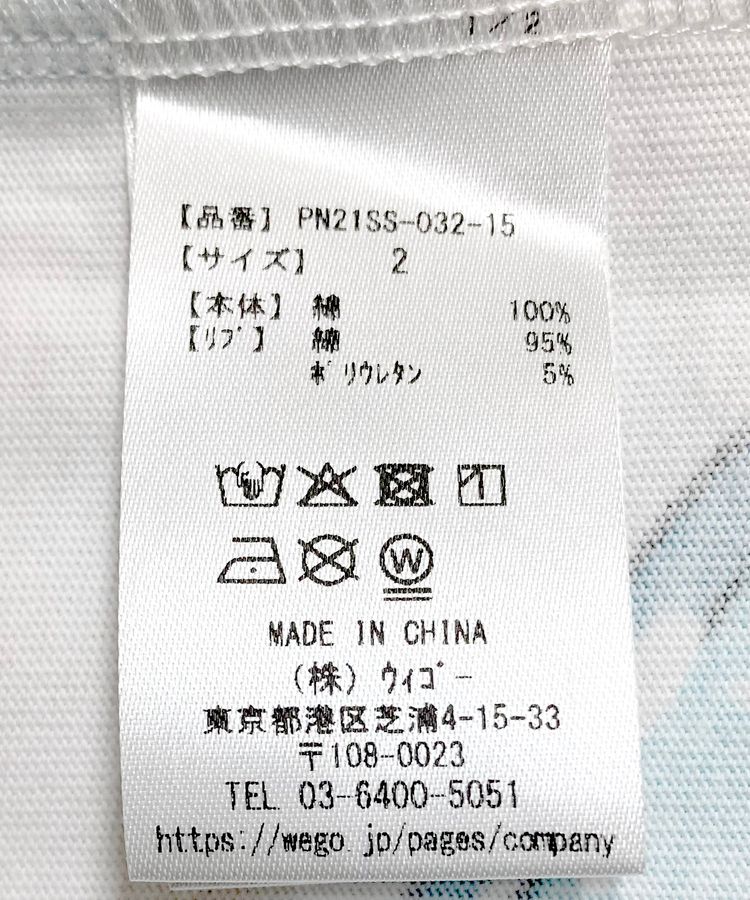 1/2
【品番】 PN21SS-032-15
【サイズ】 2
【本体】 綿 100%
【ﾘﾌﾞ】 綿 95%
ﾎﾟﾘｳﾚﾀﾝ 5%
W
MADE IN CHINA
(株) ｳｨｺﾞｰ
東京都港区芝浦4-15-33
〒108-0023
TEL 03-6400-5051
https://wego.jp/pages/company